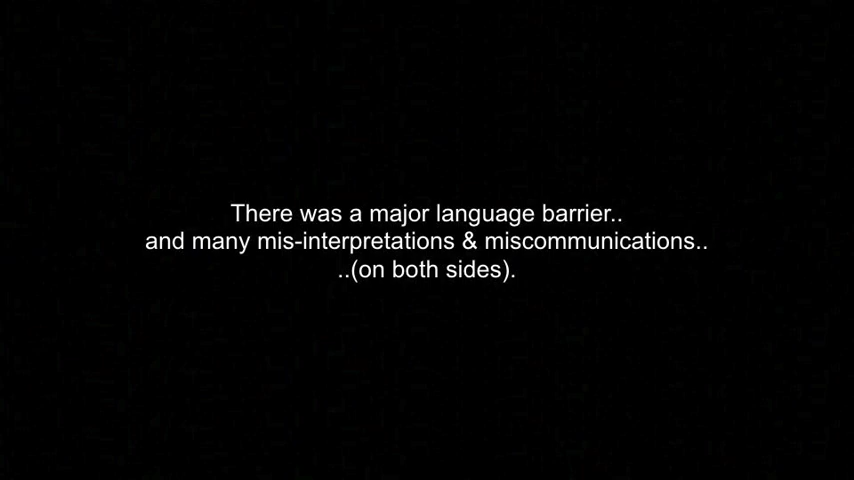 There was a major language barrier..
and many mis-interpretations & miscommunications..
..(on both sides).